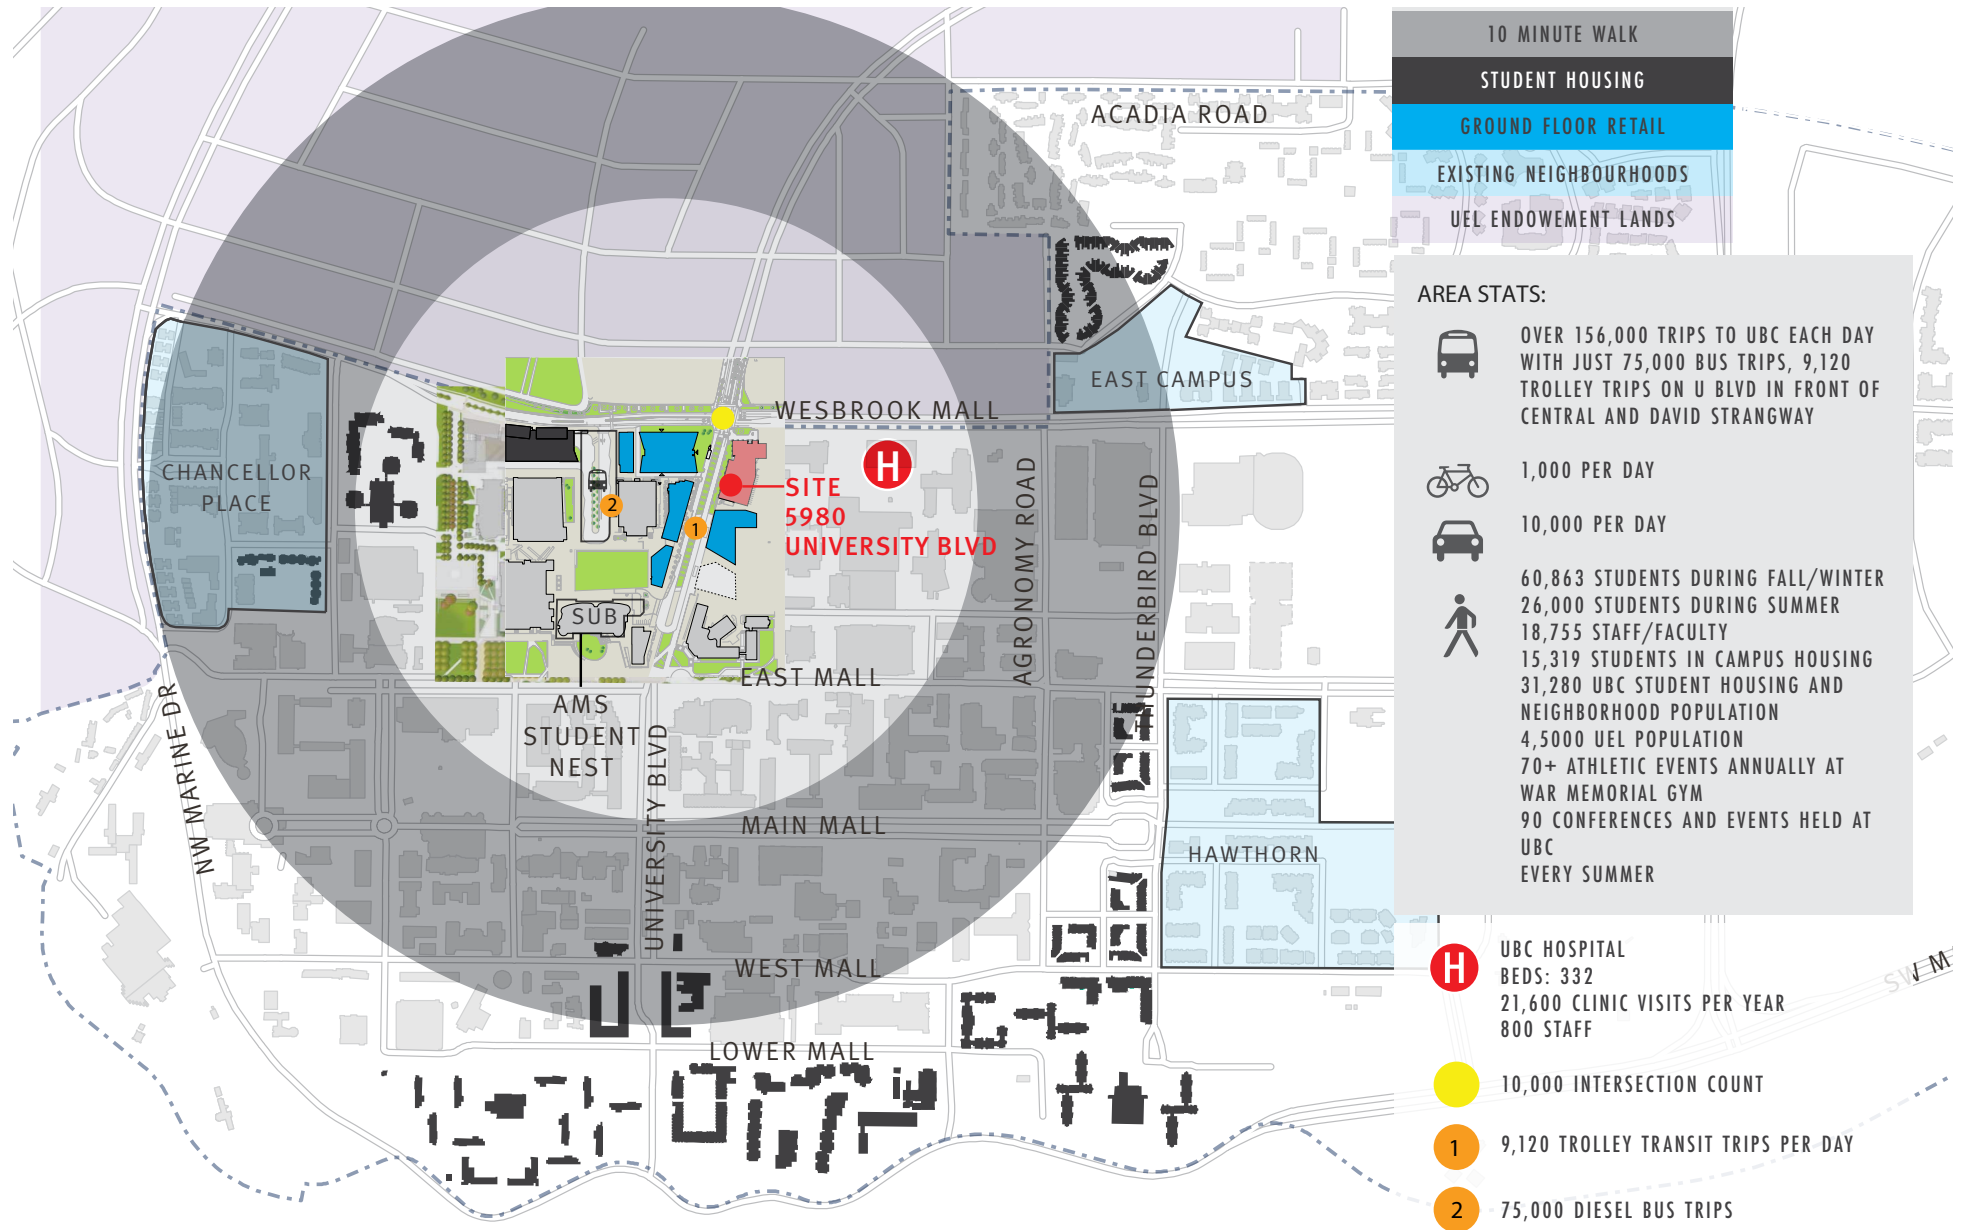 10 MINUTE WALK
STUDENT HOUSING
GROUND FLOOR RETAIL
EXISTING NEIGHBOURHOODS
UEL ENDOWEMENT LANDS
ACADIA ROAD
EAST CAMPUS
WESBROOK MALL
CHANCELLOR
PLACE
H
SITE
5980
UNIVERSITY BLVD
2
1
SUB
AGRONOMY ROAD
THUNDERBIRD BLVD
EAST MALL
AMS
STUDENT
NEST
NW MARINE DR
UNIVERSITY BLVD
MAIN MALL
HAWTHORN
WEST MALL
LOWER MALL
SW M
AREA STATS:
OVER 156,000 TRIPS TO UBC EACH DAY
WITH JUST 75,000 BUS TRIPS, 9,120
TROLLEY TRIPS ON U BLVD IN FRONT OF
CENTRAL AND DAVID STRANGWAY
1,000 PER DAY
10,000 PER DAY
60,863 STUDENTS DURING FALL/WINTER
26,000 STUDENTS DURING SUMMER
18,755 STAFF/FACULTY
15,319 STUDENTS IN CAMPUS HOUSING
31,280 UBC STUDENT HOUSING AND
NEIGHBORHOOD POPULATION
4,5000 UEL POPULATION
70+ ATHLETIC EVENTS ANNUALLY AT
WAR MEMORIAL GYM
90 CONFERENCES AND EVENTS HELD AT
UBC
EVERY SUMMER
H
UBC HOSPITAL
BEDS: 332
21,600 CLINIC VISITS PER YEAR
800 STAFF
10,000 INTERSECTION COUNT
1
9,120 TROLLEY TRANSIT TRIPS PER DAY
2
75,000 DIESEL BUS TRIPS